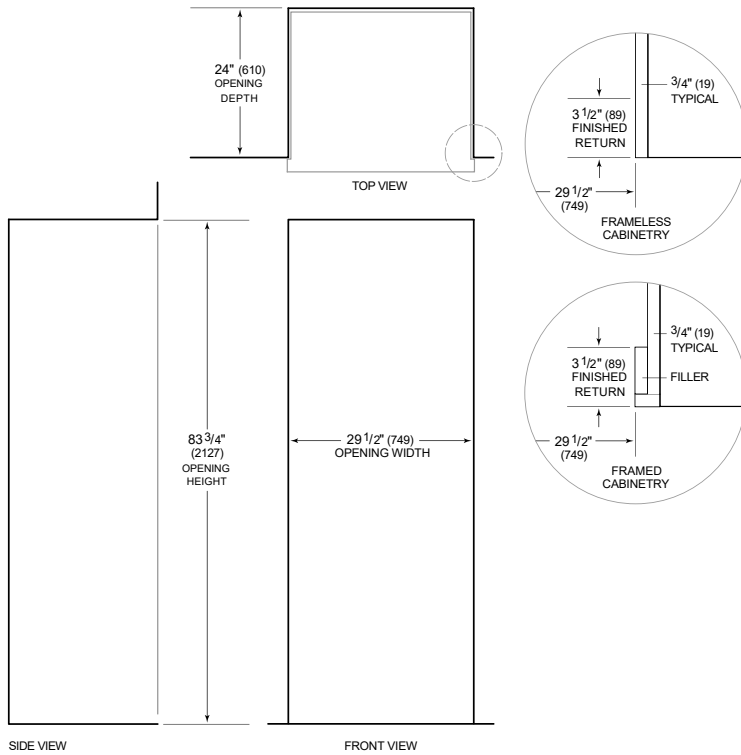 24" (610)
OPENING
DEPTH
TOP VIEW
3 1/2" (89)
FINISHED
RETURN
3/4" (19)
TYPICAL
29 1/2"
(749)
FRAMELESS
CABINETRY
3 1/2" (89)
FINISHED
RETURN
3/4" (19)
TYPICAL
FILLER
29 1/2"
(749)
FRAMED
CABINETRY
83 3/4"
(2127)
OPENING
HEIGHT
29 1/2" (749)
OPENING WIDTH
SIDE VIEW
FRONT VIEW